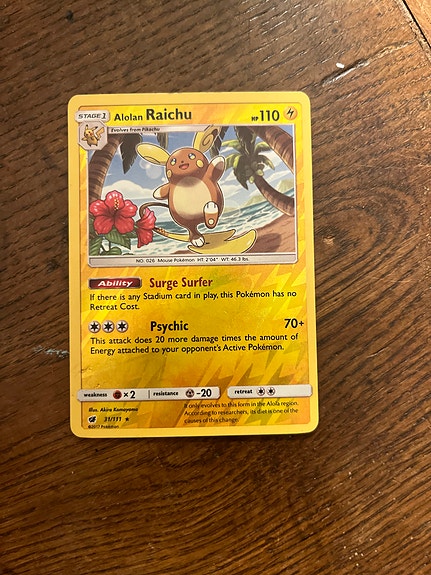 STAGE 1 Alolan Raichu HP 110
Evolves from Pikachu
NO. 026 Mouse Pokémon HT: 2'04" WT: 46.3 lbs.
Ability Surge Surfer
If there is any Stadium card in play, this Pokémon has no
Retreat Cost.
Psychic 70+
This attack does 20 more damage times the amount of
Energy attached to your opponent's Active Pokémon.
weakness ×2 resistance -20 retreat
Illus. Akira Komayama
31/111 ★
©2017 Pokémon
It only evolves to this form in the Alola region.
According to researchers, its diet is one of the
causes of this change.